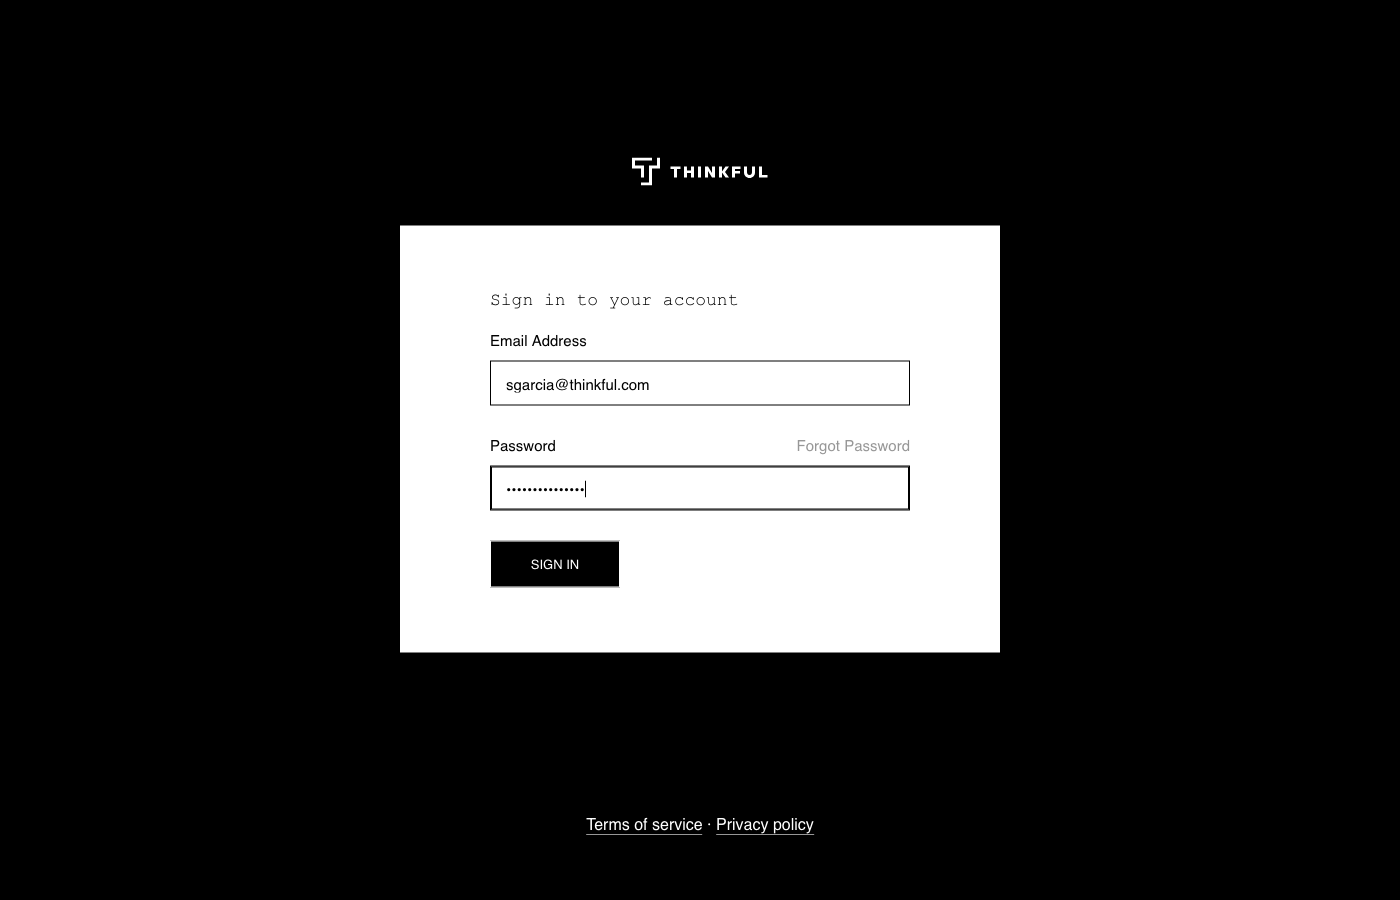 THINKFUL
Sign in to your account
Email Address
sgarcia@thinkful.com
Password Forgot Password
•••••••••••••••
SIGN IN
Terms of service · Privacy policy